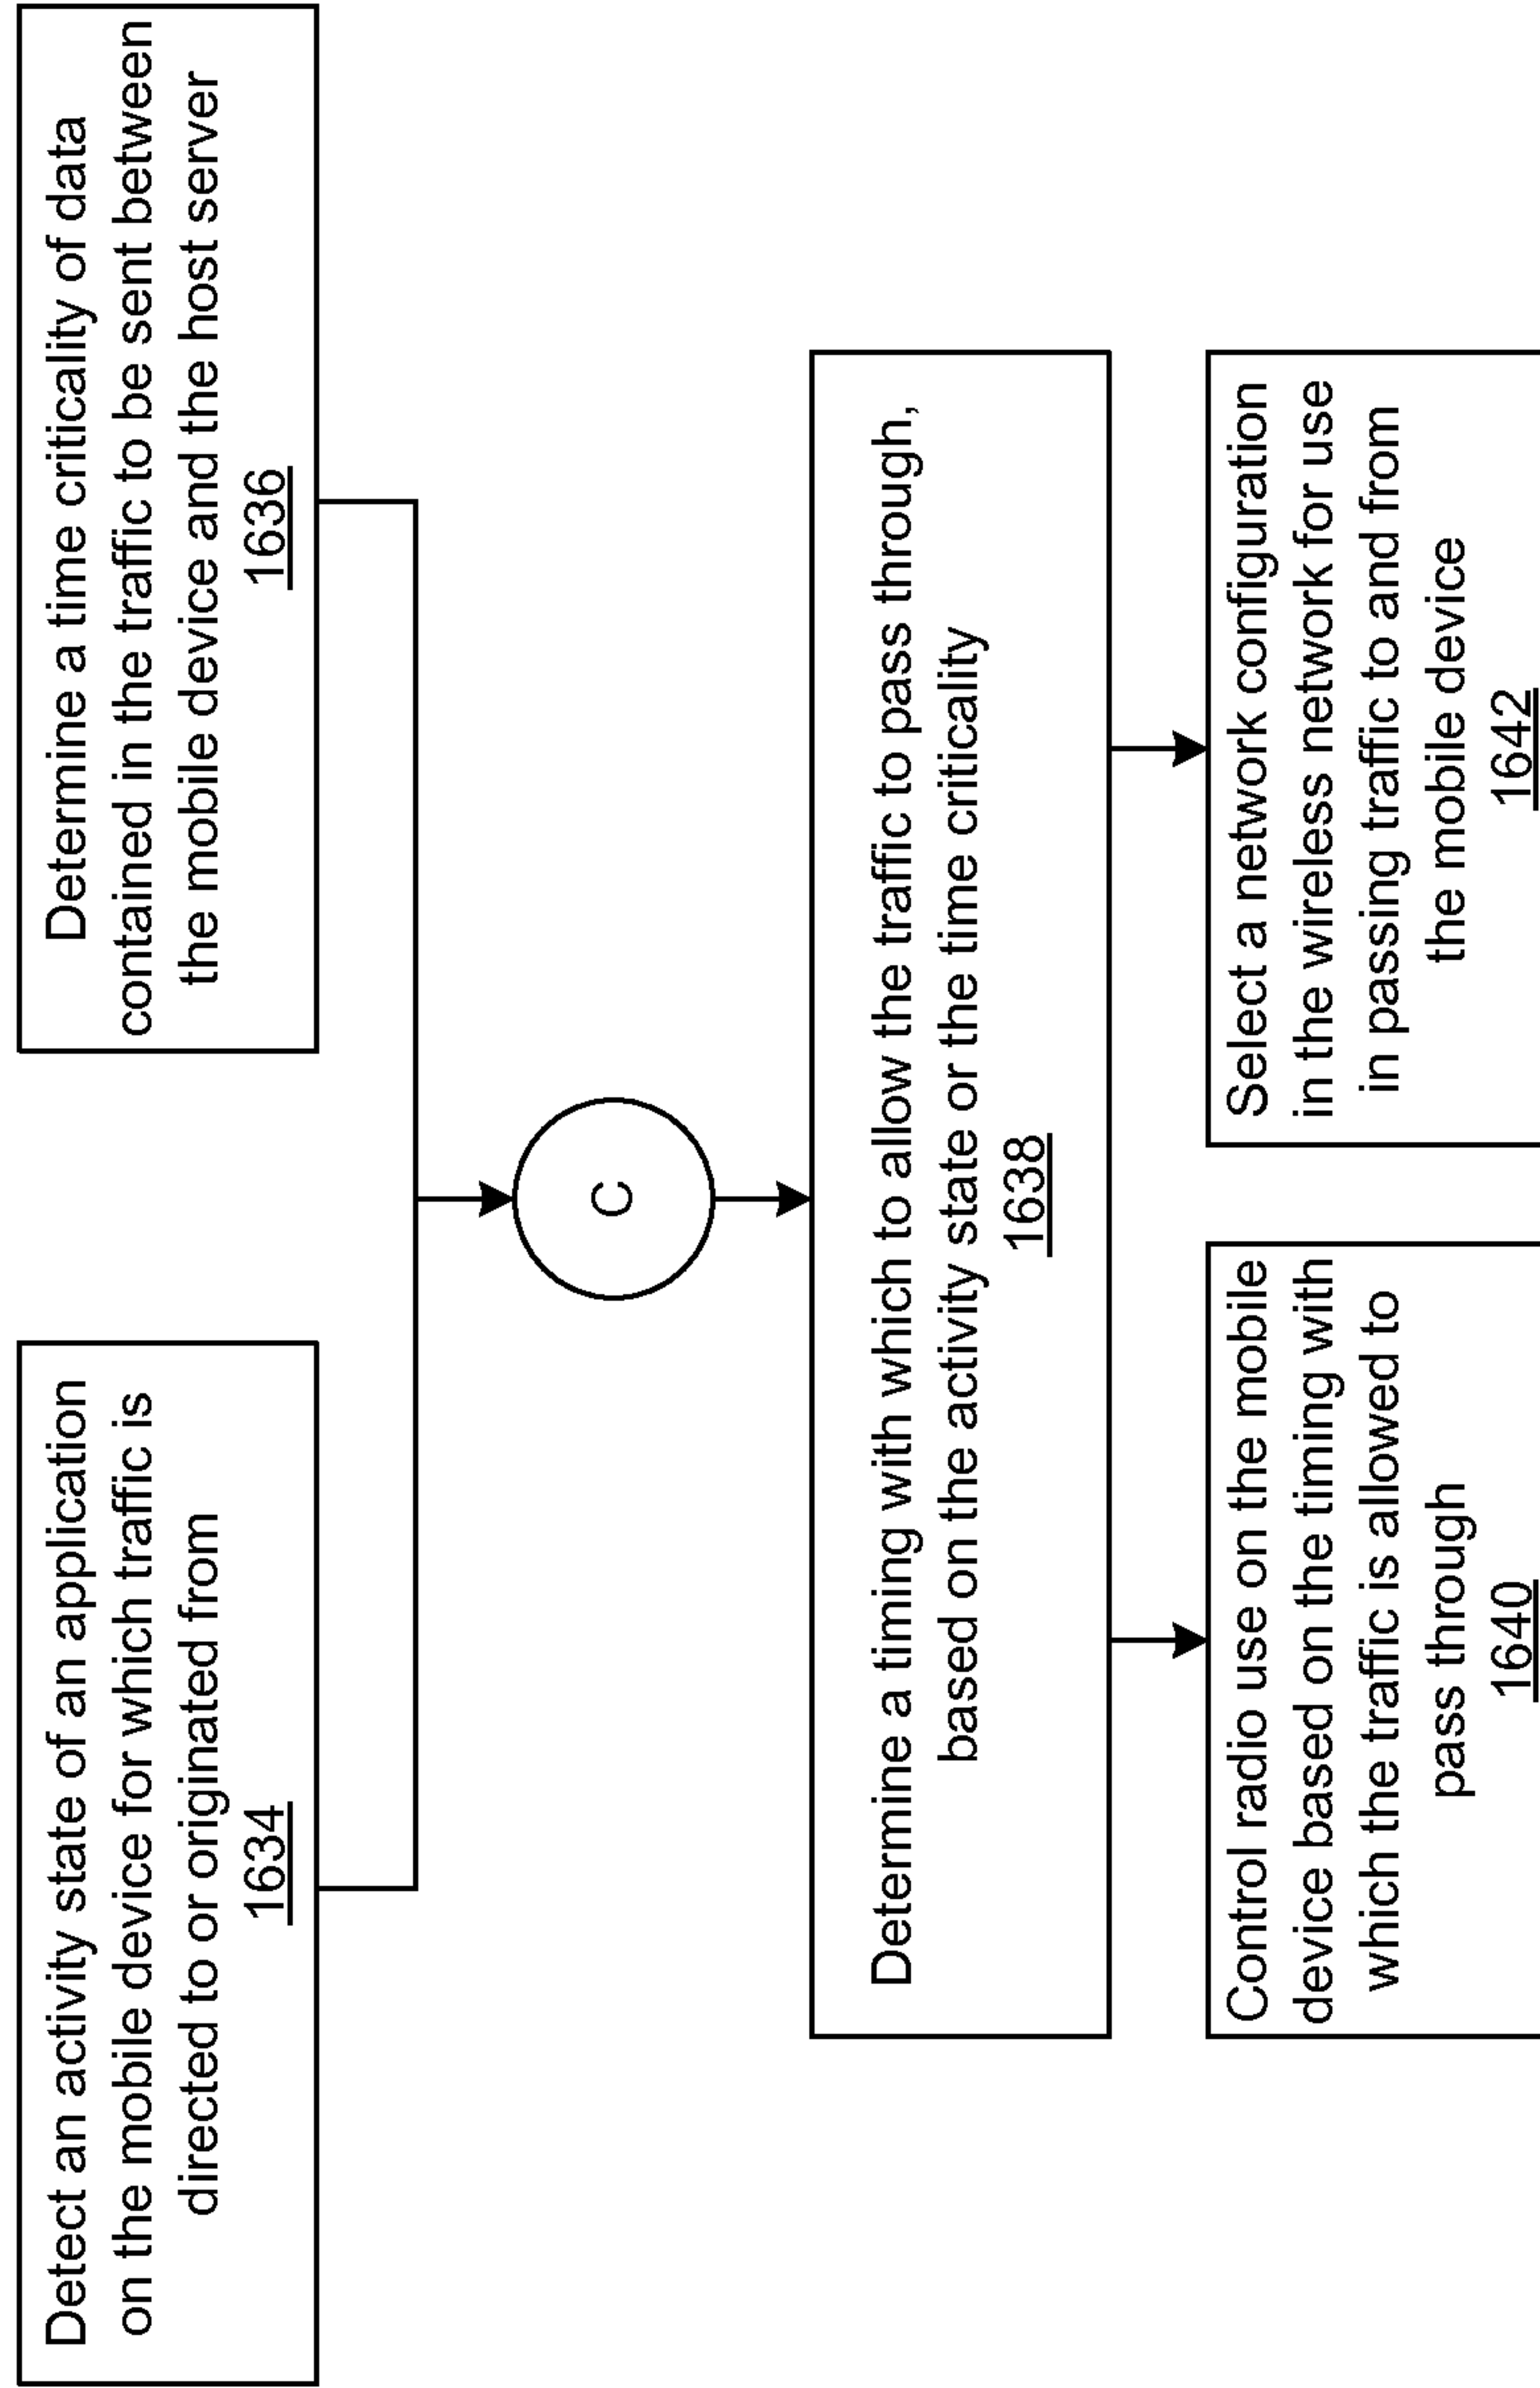 Detect an activity state of an application
on the mobile device for which traffic is
directed to or originated from
1634
Determine a time criticality of data
contained in the traffic to be sent between
the mobile device and the host server
1636
C
Determine a timing with which to allow the traffic to pass through,
based on the activity state or the time criticality
1638
Control radio use on the mobile
device based on the timing with
which the traffic is allowed to
pass through
1640
Select a network configuration
in the wireless network for use
in passing traffic to and from
the mobile device
1642